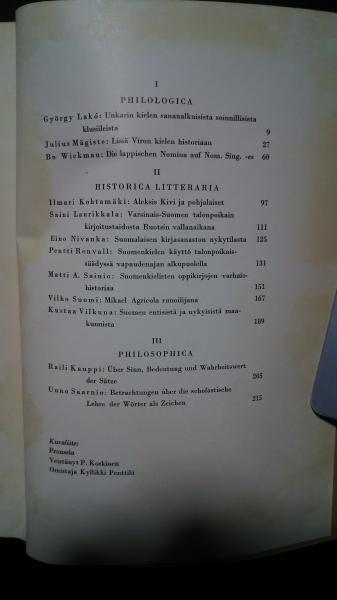 I
PHILOLOGICA
György Lakó: Unkarin kielen sananalkuisista soinnillisista
klusiileista 9
Julius Mägiste: Lisiä Viron kielen historiaan 27
Bo Wickman: Die lappischen Nomina auf Nom. Sing. -es 60
II
HISTORICA LITTERARIA
Ilmari Kohtamäki: Aleksis Kivi ja pohjalaiset 97
Saini Laurikkala: Varsinais-Suomen talonpoikain
kirjoitustaidosta Ruotsin vallanaikana 111
Eino Nivanka: Suomalaisen kirjasanaston nykytilasta 125
Pentti Renvall: Suomenkielen käyttö talonpoikais-
säädyssä vapaudenajan alkupuolella 131
Matti A. Sainio: Suomenkielisten oppikirjojen varhais-
historiaa 151
Vilho Suomi: Mikael Agricola runoilijana 167
Kustaa Vilkuna: Suomen entisistä ja nykyisistä maa-
kunnista 189
III
PHILOSOPHICA
Raili Kauppi: Über Sinn, Bedeutung und Wahrheitswert
der Sätze 205
Uuno Saarnio: Betrachtungen über die scholastische
Lehre der Wörter als Zeichen 215
Kuvaliite:
Pronssia
Veistänyt P. Koskinen
Omistaja Kyllikki Penttilä